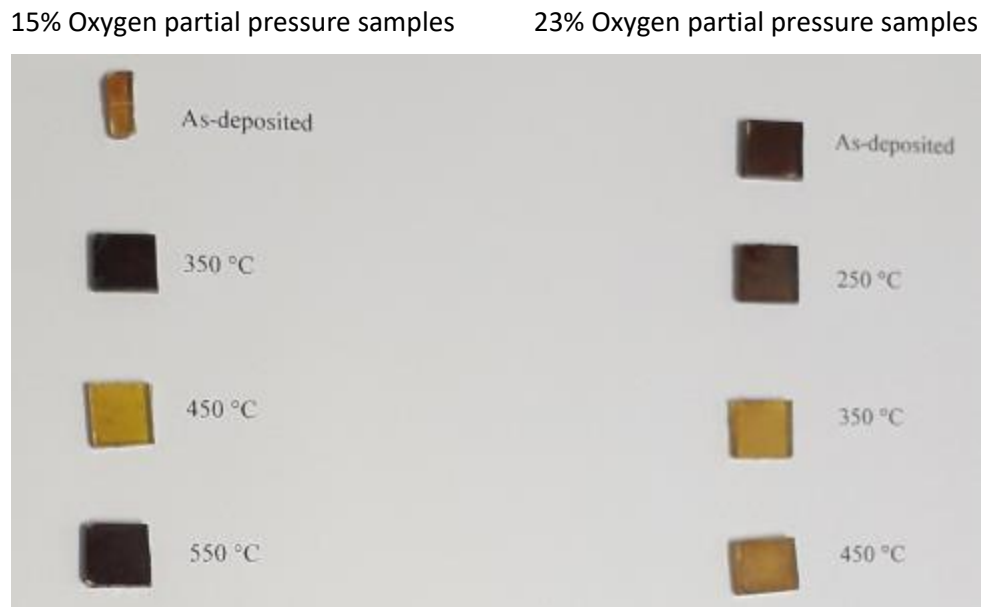 15% Oxygen partial pressure samples
23% Oxygen partial pressure samples
As-deposited
350 °C
450 °C
550 °C
As-deposited
250 °C
350 °C
450 °C